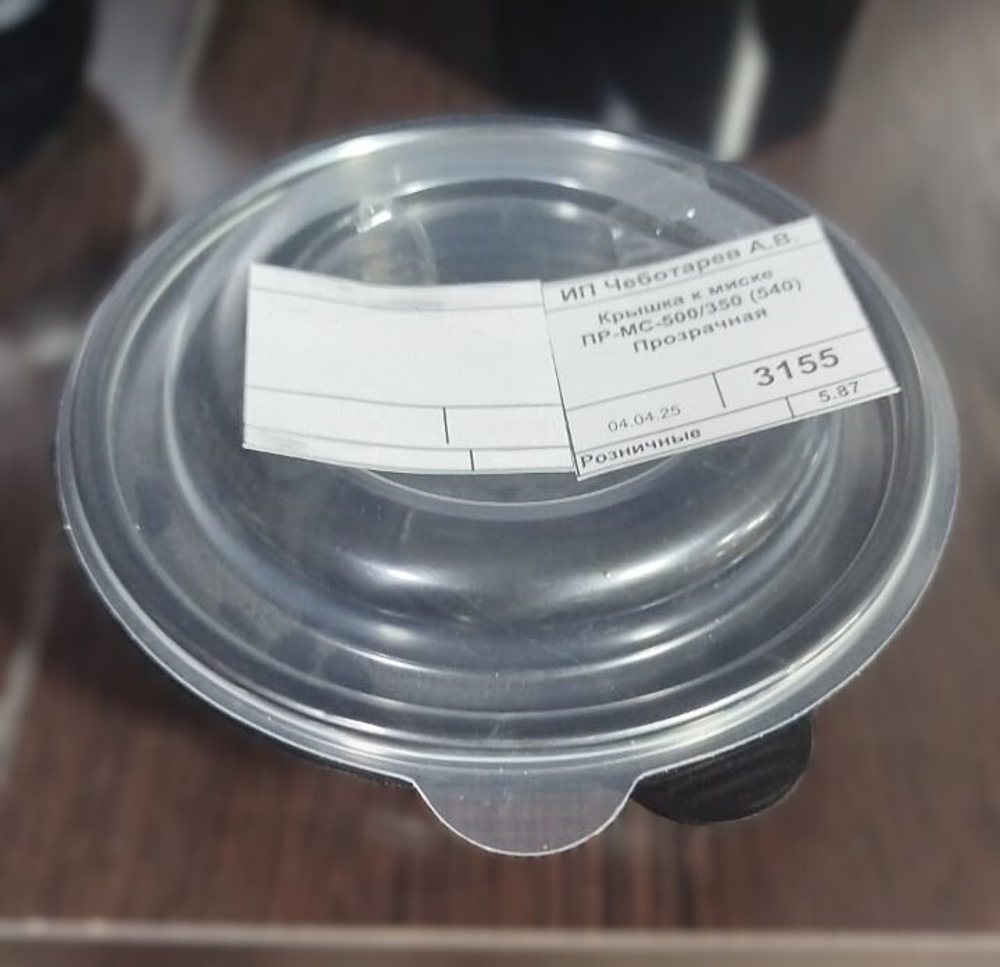 ИП Чеботарев А.В.
Крышка к миске
ПР-МС-500/350 (540)
Прозрачная
3155
04.04.25
5.87
Розничные